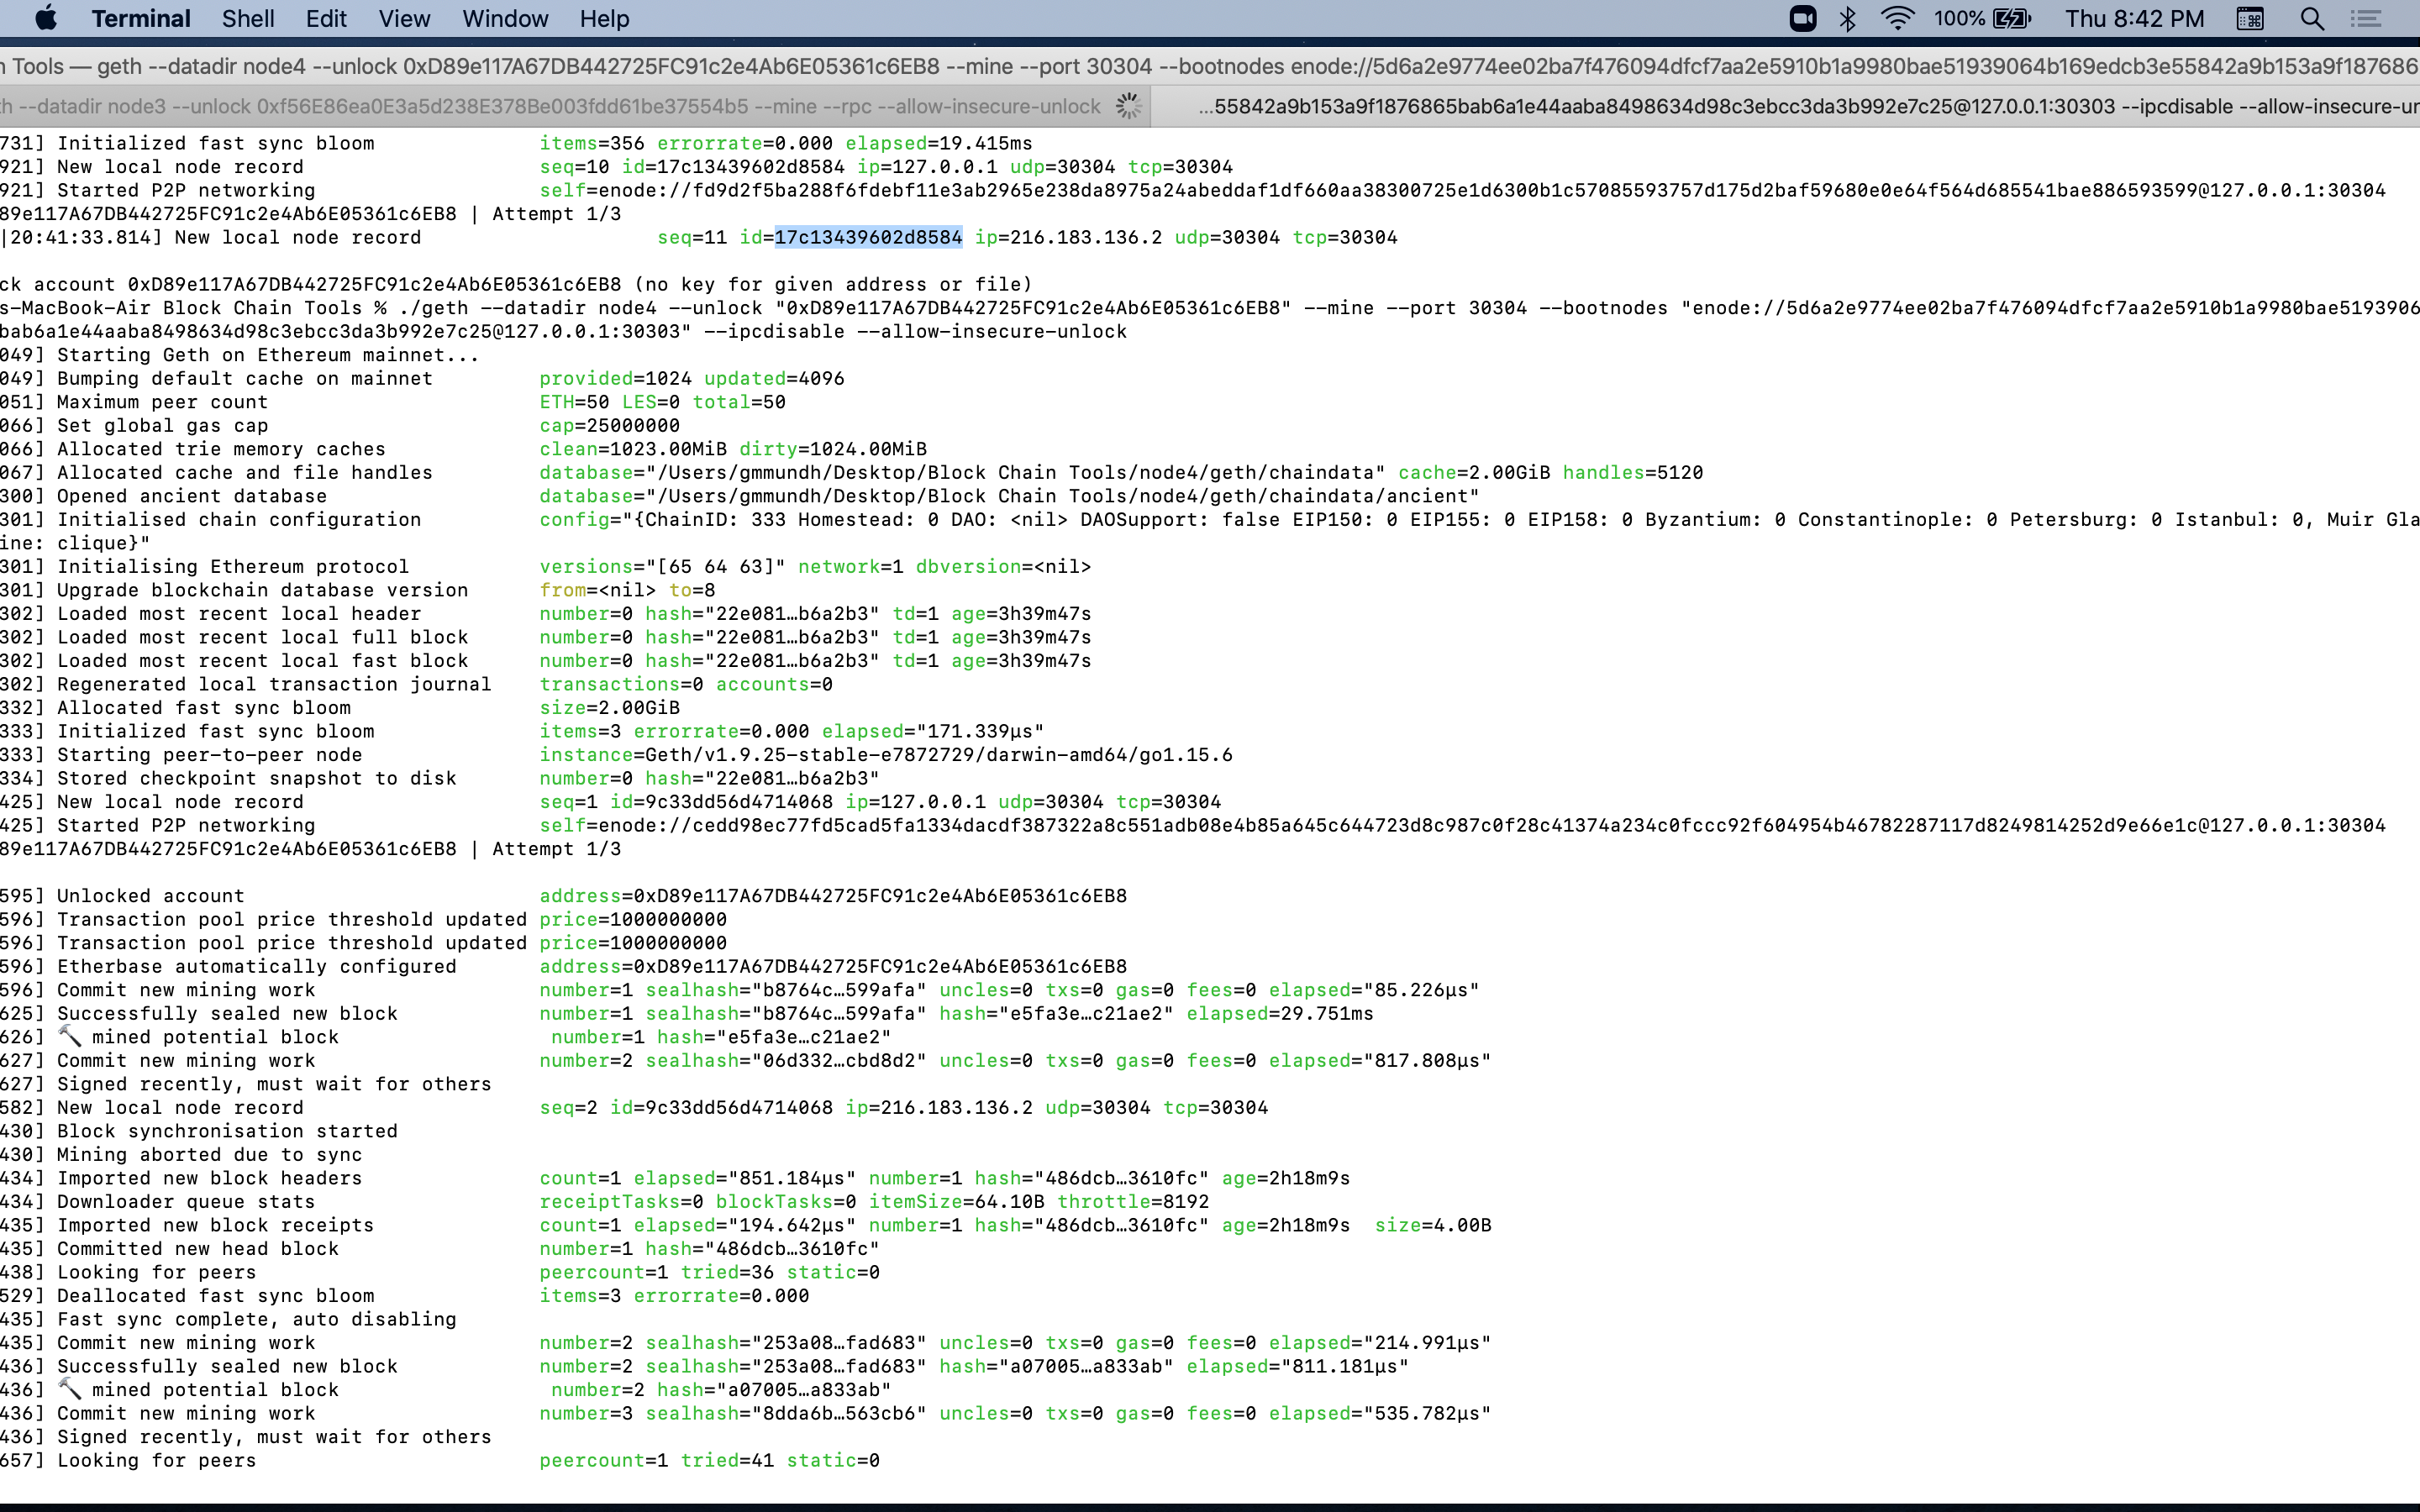 Terminal Shell Edit View Window Help 100% Thu 8:42 PM
n Tools — geth --datadir node4 --unlock 0xD89e117A67DB442725FC91c2e4Ab6E05361c6EB8 --mine --port 30304 --bootnodes enode://5d6a2e9774ee02ba7f476094dfcf7aa2e5910b1a9980bae51939064b169edcb3e55842a9b153a9f187686
th --datadir node3 --unlock 0xf56E86ea0E3a5d238E378Be003fdd61be37554b5 --mine --rpc --allow-insecure-unlock ...55842a9b153a9f1876865bab6a1e44aaba8498634d98c3ebcc3da3b992e7c25@127.0.0.1:30303 --ipcdisable --allow-insecure-ur
731] Initialized fast sync bloom items=356 errorrate=0.000 elapsed=19.415ms
921] New local node record seq=10 id=17c13439602d8584 ip=127.0.0.1 udp=30304 tcp=30304
921] Started P2P networking self=enode://fd9d2f5ba288f6fdebf11e3ab2965e238da8975a24abeddaf1df660aa38300725e1d6300b1c57085593757d175d2baf59680e0e64f564d685541bae886593599@127.0.0.1:30304
89e117A67DB442725FC91c2e4Ab6E05361c6EB8 | Attempt 1/3
|20:41:33.814] New local node record seq=11 id=17c13439602d8584 ip=216.183.136.2 udp=30304 tcp=30304
ck account 0xD89e117A67DB442725FC91c2e4Ab6E05361c6EB8 (no key for given address or file)
s-MacBook-Air Block Chain Tools % ./geth --datadir node4 --unlock "0xD89e117A67DB442725FC91c2e4Ab6E05361c6EB8" --mine --port 30304 --bootnodes "enode://5d6a2e9774ee02ba7f476094dfcf7aa2e5910b1a9980bae5193906
bab6a1e44aaba8498634d98c3ebcc3da3b992e7c25@127.0.0.1:30303" --ipcdisable --allow-insecure-unlock
049] Starting Geth on Ethereum mainnet...
049] Bumping default cache on mainnet provided=1024 updated=4096
051] Maximum peer count ETH=50 LES=0 total=50
066] Set global gas cap cap=25000000
066] Allocated trie memory caches clean=1023.00MiB dirty=1024.00MiB
067] Allocated cache and file handles database="/Users/gmmundh/Desktop/Block Chain Tools/node4/geth/chaindata" cache=2.00GiB handles=5120
300] Opened ancient database database="/Users/gmmundh/Desktop/Block Chain Tools/node4/geth/chaindata/ancient"
301] Initialised chain configuration config="{ChainID: 333 Homestead: 0 DAO: <nil> DAOSupport: false EIP150: 0 EIP155: 0 EIP158: 0 Byzantium: 0 Constantinople: 0 Petersburg: 0 Istanbul: 0, Muir Gla
ine: clique}"
301] Initialising Ethereum protocol versions="[65 64 63]" network=1 dbversion=<nil>
301] Upgrade blockchain database version from=<nil> to=8
302] Loaded most recent local header number=0 hash="22e081…b6a2b3" td=1 age=3h39m47s
302] Loaded most recent local full block number=0 hash="22e081…b6a2b3" td=1 age=3h39m47s
302] Loaded most recent local fast block number=0 hash="22e081…b6a2b3" td=1 age=3h39m47s
302] Regenerated local transaction journal transactions=0 accounts=0
332] Allocated fast sync bloom size=2.00GiB
333] Initialized fast sync bloom items=3 errorrate=0.000 elapsed="171.339µs"
333] Starting peer-to-peer node instance=Geth/v1.9.25-stable-e7872729/darwin-amd64/go1.15.6
334] Stored checkpoint snapshot to disk number=0 hash="22e081…b6a2b3"
425] New local node record seq=1 id=9c33dd56d4714068 ip=127.0.0.1 udp=30304 tcp=30304
425] Started P2P networking self=enode://cedd98ec77fd5cad5fa1334dacdf387322a8c551adb08e4b85a645c644723d8c987c0f28c41374a234c0fccc92f604954b46782287117d8249814252d9e66e1c@127.0.0.1:30304
89e117A67DB442725FC91c2e4Ab6E05361c6EB8 | Attempt 1/3
595] Unlocked account address=0xD89e117A67DB442725FC91c2e4Ab6E05361c6EB8
596] Transaction pool price threshold updated price=1000000000
596] Transaction pool price threshold updated price=1000000000
596] Etherbase automatically configured address=0xD89e117A67DB442725FC91c2e4Ab6E05361c6EB8
596] Commit new mining work number=1 sealhash="b8764c…599afa" uncles=0 txs=0 gas=0 fees=0 elapsed="85.226µs"
625] Successfully sealed new block number=1 sealhash="b8764c…599afa" hash="e5fa3e…c21ae2" elapsed=29.751ms
626] 🔨 mined potential block number=1 hash="e5fa3e…c21ae2"
627] Commit new mining work number=2 sealhash="06d332…cbd8d2" uncles=0 txs=0 gas=0 fees=0 elapsed="817.808µs"
627] Signed recently, must wait for others
582] New local node record seq=2 id=9c33dd56d4714068 ip=216.183.136.2 udp=30304 tcp=30304
430] Block synchronisation started
430] Mining aborted due to sync
434] Imported new block headers count=1 elapsed="851.184µs" number=1 hash="486dcb…3610fc" age=2h18m9s
434] Downloader queue stats receiptTasks=0 blockTasks=0 itemSize=64.10B throttle=8192
435] Imported new block receipts count=1 elapsed="194.642µs" number=1 hash="486dcb…3610fc" age=2h18m9s size=4.00B
435] Committed new head block number=1 hash="486dcb…3610fc"
438] Looking for peers peercount=1 tried=36 static=0
529] Deallocated fast sync bloom items=3 errorrate=0.000
435] Fast sync complete, auto disabling
435] Commit new mining work number=2 sealhash="253a08…fad683" uncles=0 txs=0 gas=0 fees=0 elapsed="214.991µs"
436] Successfully sealed new block number=2 sealhash="253a08…fad683" hash="a07005…a833ab" elapsed="811.181µs"
436] 🔨 mined potential block number=2 hash="a07005…a833ab"
436] Commit new mining work number=3 sealhash="8dda6b…563cb6" uncles=0 txs=0 gas=0 fees=0 elapsed="535.782µs"
436] Signed recently, must wait for others
657] Looking for peers peercount=1 tried=41 static=0